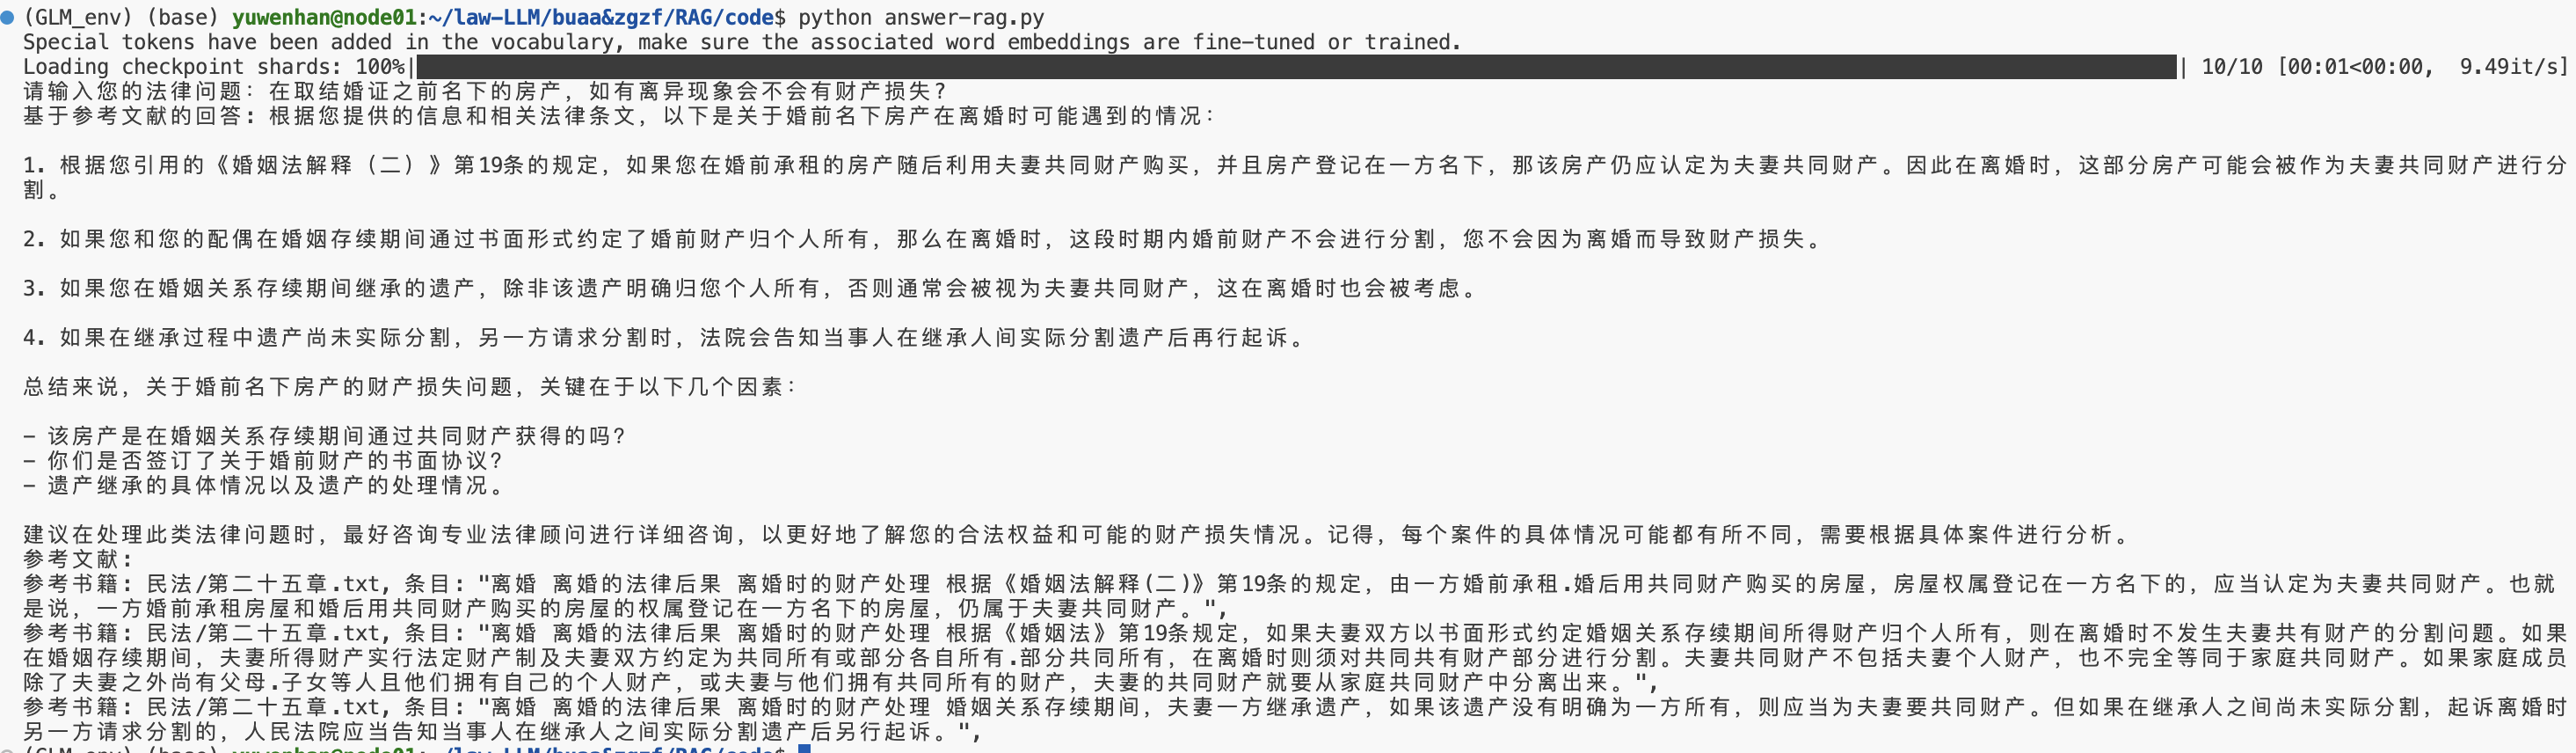 (GLM_env) (base) yuwenhan@node01:~/law-LLM/buaa&zgzf/RAG/code$ python answer-rag.py
Special tokens have been added in the vocabulary, make sure the associated word embeddings are fine-tuned or trained.
Loading checkpoint shards: 100%| | 10/10 [00:01<00:00,  9.49it/s]
请输入您的法律问题：在取结婚证之前名下的房产，如有离异现象会不会有财产损失？
基于参考文献的回答：根据您提供的信息和相关法律条文，以下是关于婚前名下房产在离婚时可能遇到的情况：
1. 根据您引用的《婚姻法解释（二）》第19条的规定，如果您在婚前承租的房产随后利用夫妻共同财产购买，并且房产登记在一方名下，那该房产仍应认定为夫妻共同财产。因此在离婚时，这部分房产可能会被作为夫妻共同财产进行分
割。
2. 如果您和您的配偶在婚姻存续期间通过书面形式约定了婚前财产归个人所有，那么在离婚时，这段时期内婚前财产不会进行分割，您不会因为离婚而导致财产损失。
3. 如果您在婚姻关系存续期间继承的遗产，除非该遗产明确归您个人所有，否则通常会被视为夫妻共同财产，这在离婚时也会被考虑。
4. 如果在继承过程中遗产尚未实际分割，另一方请求分割时，法院会告知当事人在继承人间实际分割遗产后再行起诉。
总结来说，关于婚前名下房产的财产损失问题，关键在于以下几个因素：
- 该房产是在婚姻关系存续期间通过共同财产获得的吗？
- 你们是否签订了关于婚前财产的书面协议？
- 遗产继承的具体情况以及遗产的处理情况。
建议在处理此类法律问题时，最好咨询专业法律顾问进行详细咨询，以更好地了解您的合法权益和可能的财产损失情况。记得，每个案件的具体情况可能都有所不同，需要根据具体案件进行分析。
参考文献：
参考书籍：民法/第二十五章.txt，条目："离婚 离婚的法律后果 离婚时的财产处理 根据《婚姻法解释(二)》第19条的规定，由一方婚前承租.婚后用共同财产购买的房屋，房屋权属登记在一方名下的，应当认定为夫妻共同财产。也就
是说，一方婚前承租房屋和婚后用共同财产购买的房屋的权属登记在一方名下的房屋，仍属于夫妻共同财产。",
参考书籍：民法/第二十五章.txt，条目："离婚 离婚的法律后果 离婚时的财产处理 根据《婚姻法》第19条规定，如果夫妻双方以书面形式约定婚姻关系存续期间所得财产归个人所有，则在离婚时不发生夫妻共有财产的分割问题。如果
在婚姻存续期间，夫妻所得财产实行法定财产制及夫妻双方约定为共同所有或部分各自所有.部分共同所有，在离婚时则须对共同共有财产部分进行分割。夫妻共同财产不包括夫妻个人财产，也不完全等同于家庭共同财产。如果家庭成员
除了夫妻之外尚有父母.子女等人且他们拥有自己的个人财产，或夫妻与他们拥有共同所有的财产，夫妻的共同财产就要从家庭共同财产中分离出来。",
参考书籍：民法/第二十五章.txt，条目："离婚 离婚的法律后果 离婚时的财产处理 婚姻关系存续期间，夫妻一方继承遗产，如果该遗产没有明确为一方所有，则应当为夫妻要共同财产。但如果在继承人之间尚未实际分割，起诉离婚时
另一方请求分割的，人民法院应当告知当事人在继承人之间实际分割遗产后另行起诉。",
(GLM_env) (base) yuwenhan@node01:~/law-LLM/buaa&zgzf/RAG/code$